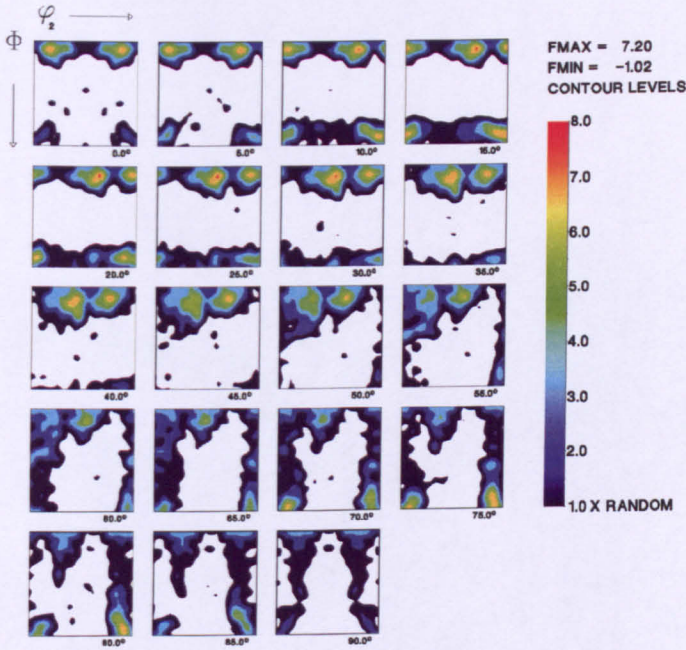 φ₂
Φ
FMAX = 7.20
FMIN = -1.02
CONTOUR LEVELS
0.0° 5.0° 10.0° 15.0°
20.0° 25.0° 30.0° 35.0°
40.0° 45.0° 50.0° 55.0°
60.0° 65.0° 70.0° 75.0°
80.0° 85.0° 90.0°
8.0
7.0
6.0
5.0
4.0
3.0
2.0
1.0 X RANDOM